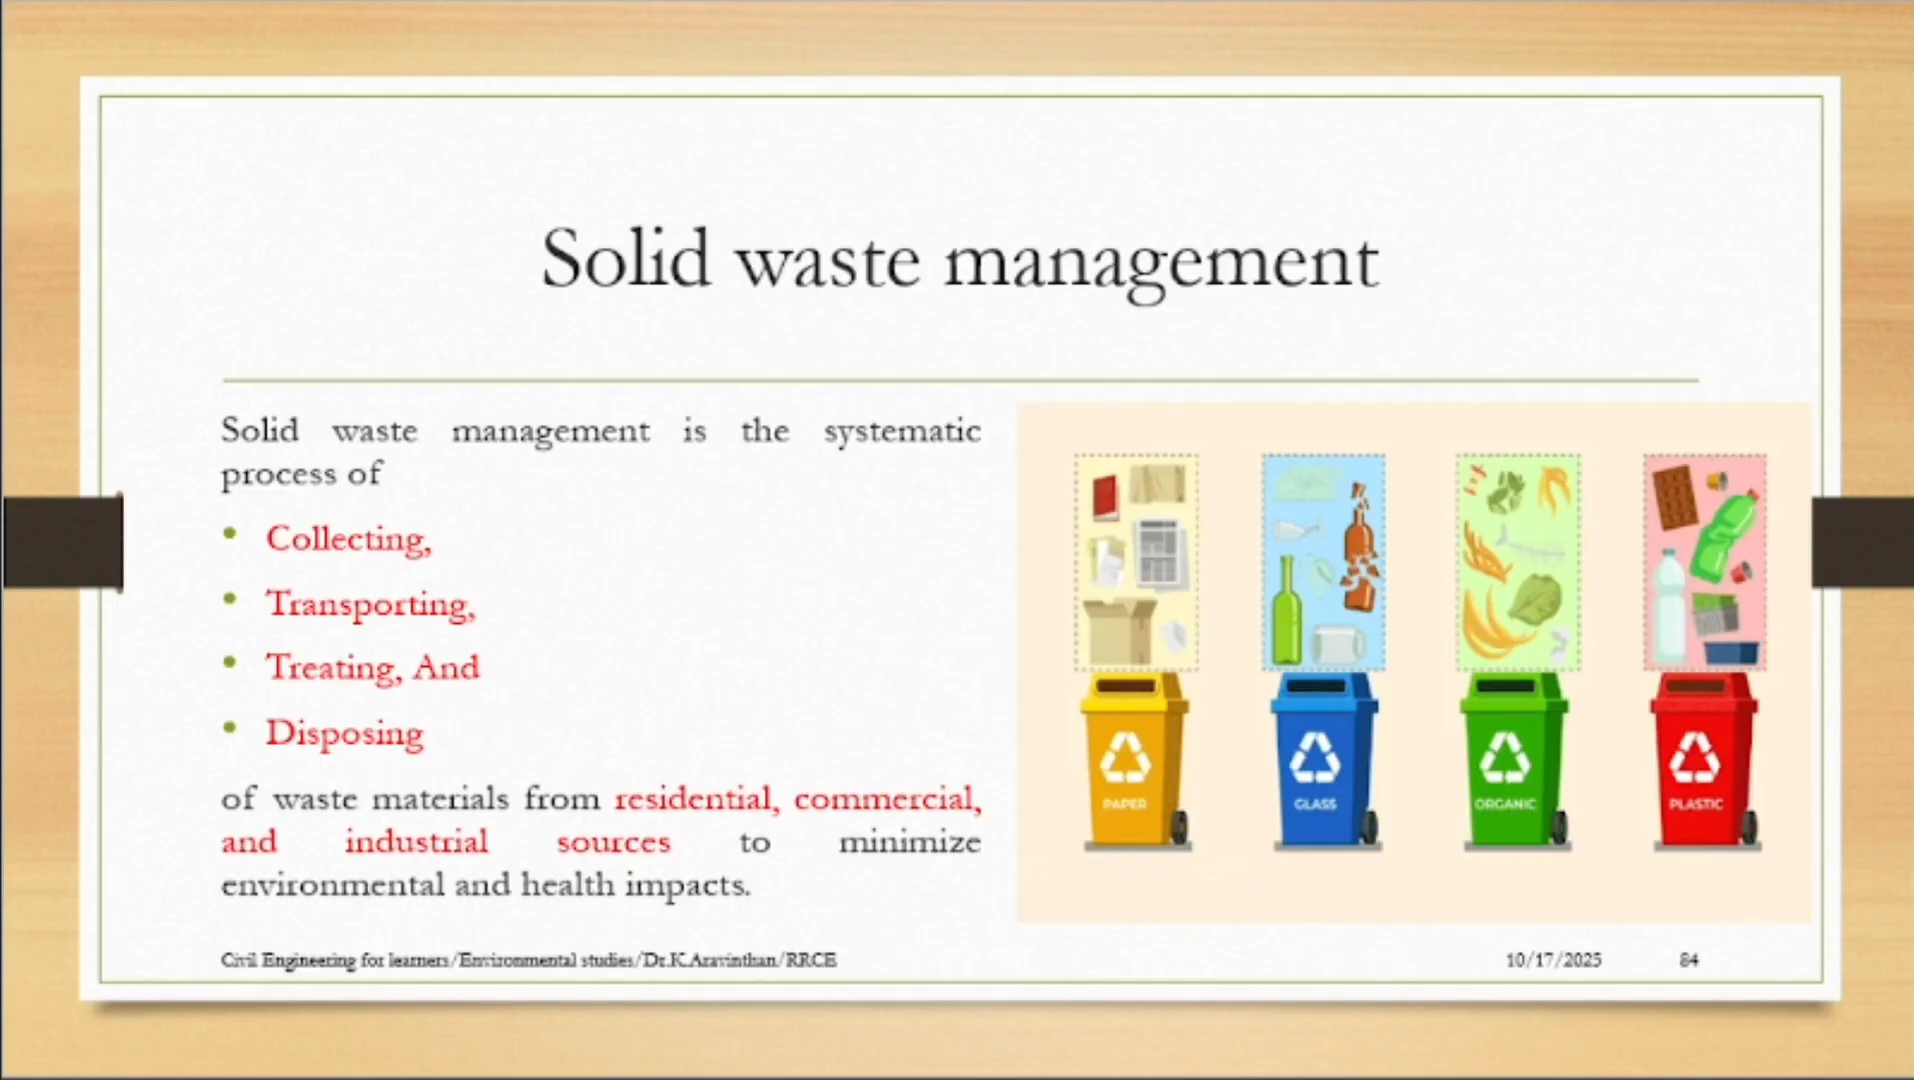 Solid waste management
Solid waste management is the systematic
process of
• Collecting,
• Transporting,
• Treating, And
• Disposing
of waste materials from residential, commercial,
and industrial sources to minimize
environmental and health impacts.
PAPER
GLASS
ORGANIC
PLASTIC
Civil Engineering for learners/Environmental studies/Dr.K.Aravinthan/RRCE
10/17/2025
84